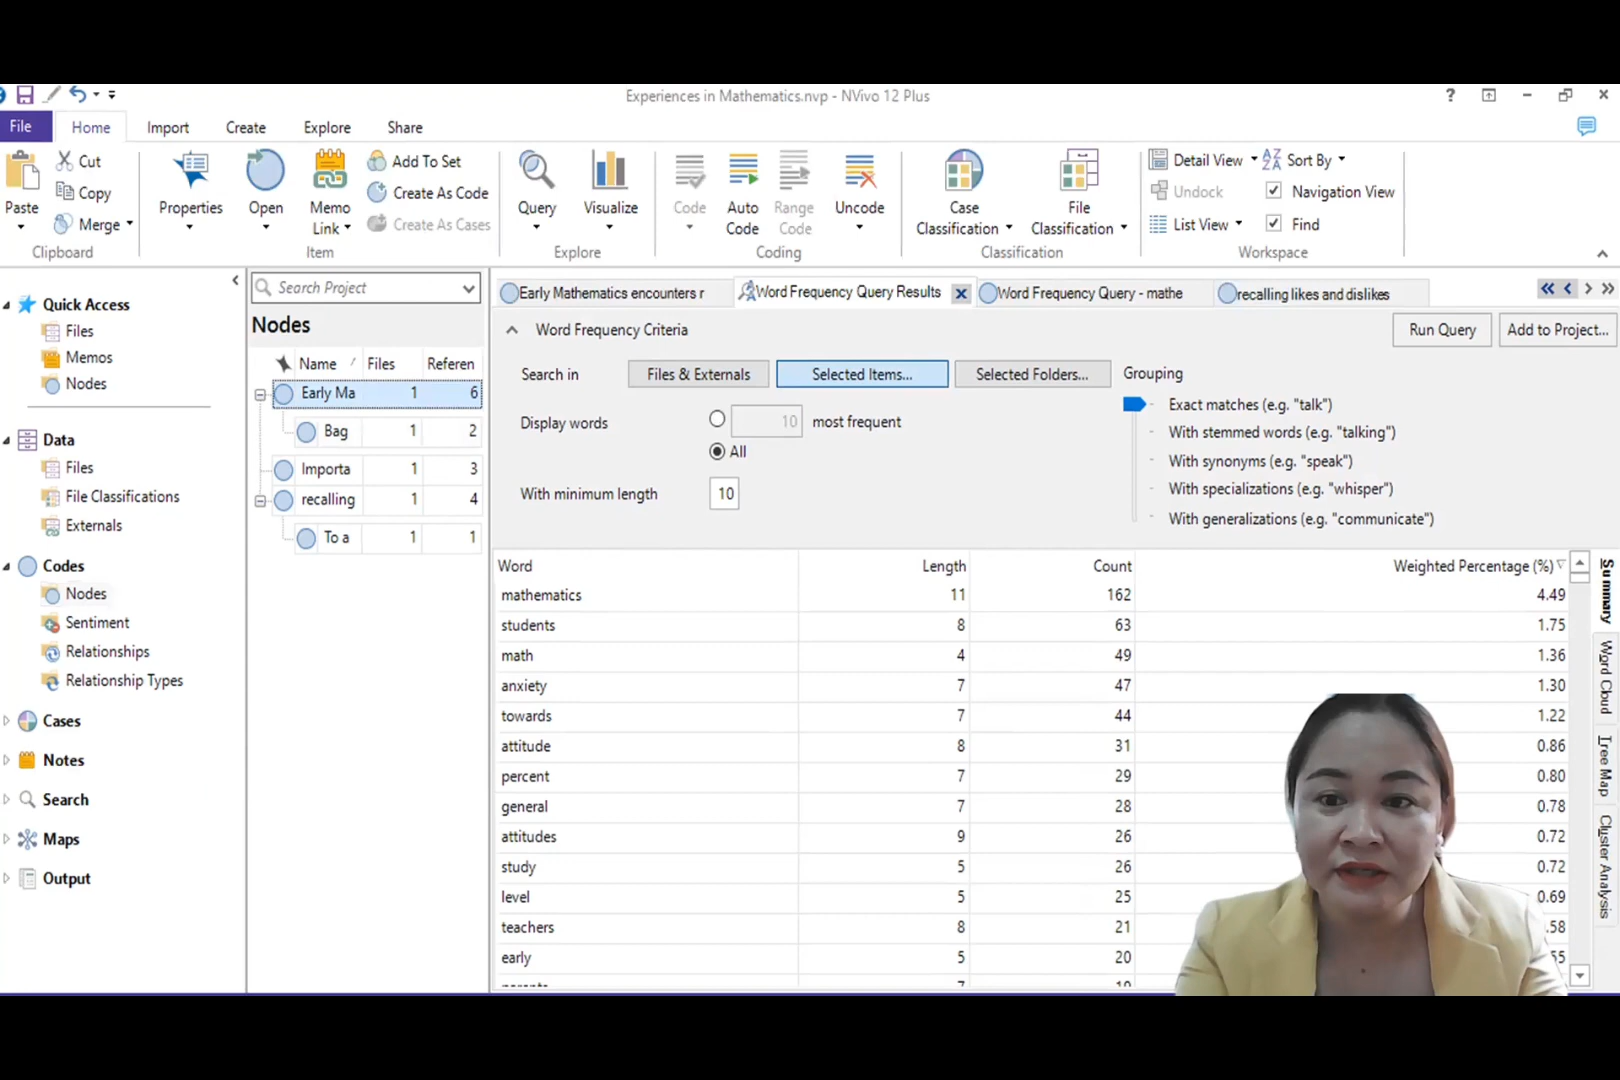 Experiences in Mathematics.nvp - NVivo 12 Plus
?
File Home Import Create Explore Share
Paste
Cut
Copy
Merge
Clipboard
Properties
Open
Memo Link
Add To Set
Create As Code
Create As Cases
Item
Query
Visualize
Explore
Code
Auto Code
Range Code
Uncode
Coding
Case Classification
File Classification
Classification
Detail View
Sort By
Undock
Navigation View
List View
Find
Workspace
Quick Access
Files
Memos
Nodes
Data
Files
File Classifications
Externals
Codes
Nodes
Sentiment
Relationships
Relationship Types
Cases
Notes
Search
Maps
Output
Search Project
Nodes
Name Files Referen
Early Ma 1 6
Bag 1 2
Importa 1 3
recalling 1 4
To a 1 1
Early Mathematics encounters r
Word Frequency Query Results
Word Frequency Query - mathe
recalling likes and dislikes
Word Frequency Criteria
Run Query
Add to Project...
Search in Files & Externals Selected Items... Selected Folders...
Display words 10 most frequent
All
With minimum length 10
Grouping
Exact matches (e.g. "talk")
With stemmed words (e.g. "talking")
With synonyms (e.g. "speak")
With specializations (e.g. "whisper")
With generalizations (e.g. "communicate")
Word Length Count Weighted Percentage (%)
mathematics 11 162 4.49
students 8 63 1.75
math 4 49 1.36
anxiety 7 47 1.30
towards 7 44 1.22
attitude 8 31 0.86
percent 7 29 0.80
general 7 28 0.78
attitudes 9 26 0.72
study 5 26 0.72
level 5 25 0.69
teachers 8 21 .58
early 5 20 55
Summary
Word Cloud
Tree Map
Cluster Analysis